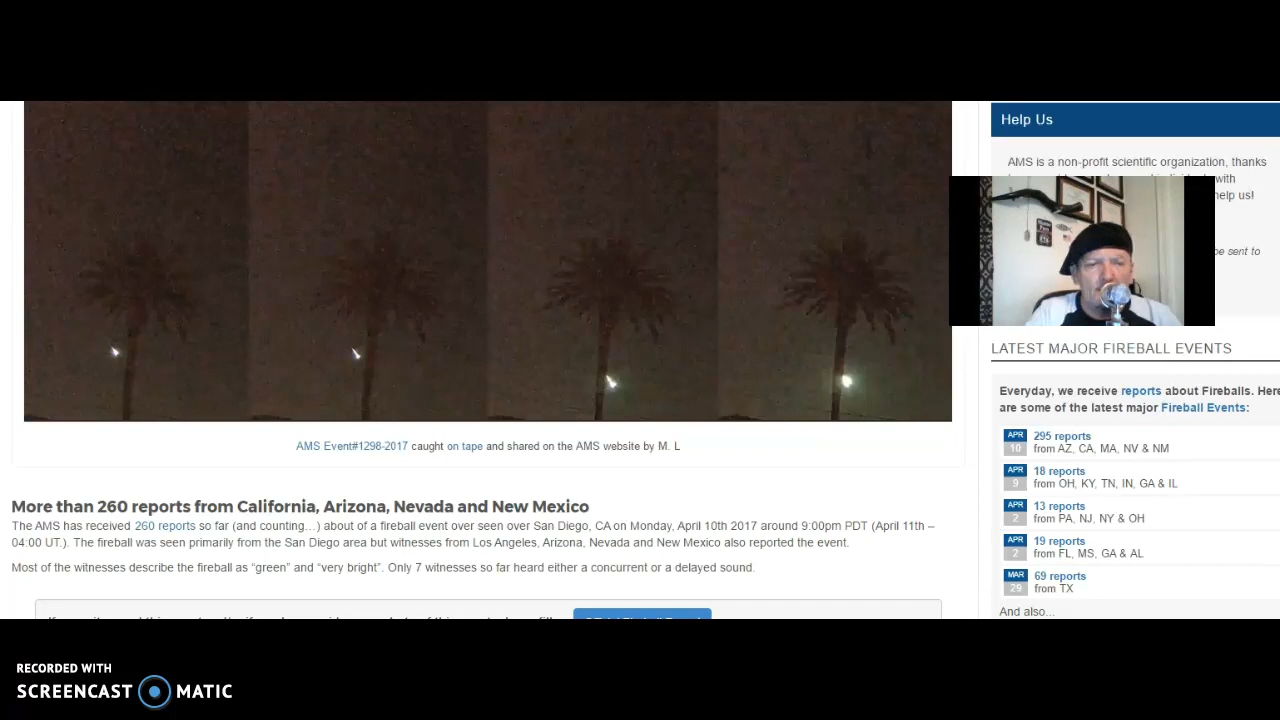 Help Us
AMS is a non-profit scientific organization, thanks
with
help us!
be sent to
AMS Event#1298-2017 caught on tape and shared on the AMS website by M. L
More than 260 reports from California, Arizona, Nevada and New Mexico
The AMS has received 260 reports so far (and counting…) about of a fireball event over seen over San Diego, CA on Monday, April 10th 2017 around 9:00pm PDT (April 11th –
04:00 UT.). The fireball was seen primarily from the San Diego area but witnesses from Los Angeles, Arizona, Nevada and New Mexico also reported the event.
Most of the witnesses describe the fireball as “green” and “very bright”. Only 7 witnesses so far heard either a concurrent or a delayed sound.
LATEST MAJOR FIREBALL EVENTS
Everyday, we receive reports about Fireballs. Here
are some of the latest major Fireball Events:
APR 10 295 reports
from AZ, CA, MA, NV & NM
APR 9 18 reports
from OH, KY, TN, IN, GA & IL
APR 2 13 reports
from PA, NJ, NY & OH
APR 2 19 reports
from FL, MS, GA & AL
MAR 29 69 reports
from TX
And also...
RECORDED WITH
SCREENCAST MATIC